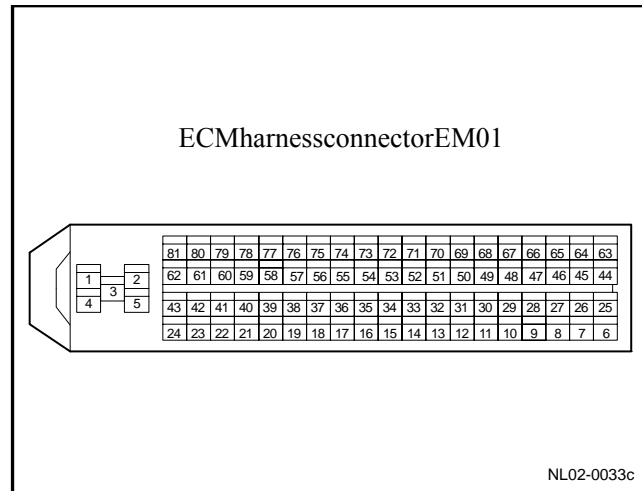 ECMharnessconnectorEM01
81 80 79 78 77 76 75 74 73 72 71 70 69 68 67 66 65 64 63
1 2 62 61 60 59 58 57 56 55 54 53 52 51 50 49 48 47 46 45 44
3
4 5 43 42 41 40 39 38 37 36 35 34 33 32 31 30 29 28 27 26 25
24 23 22 21 20 19 18 17 16 15 14 13 12 11 10 9 8 7 6
NL02-0033c